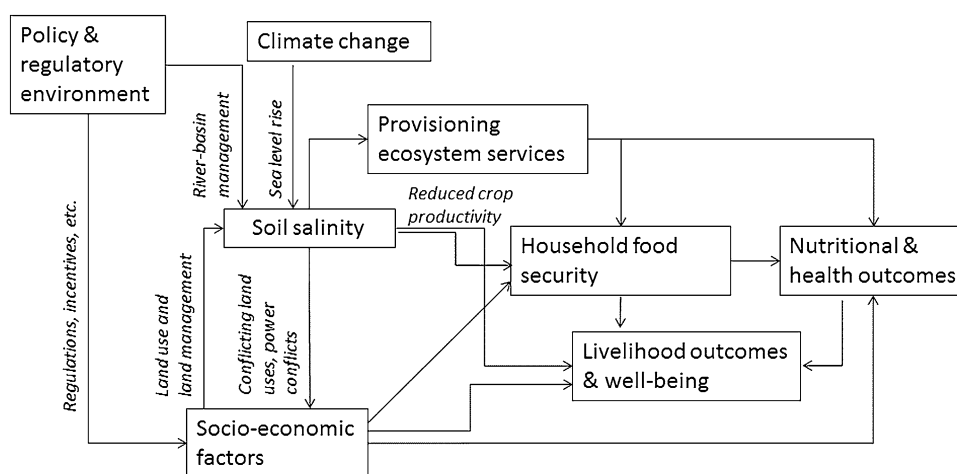 Policy &
regulatory
environment
Climate change
River-basin
management
Sea level rise
Provisioning
ecosystem services
Reduced crop
productivity
Soil salinity
Household food
security
Nutritional &
health outcomes
Regulations, incentives, etc.
Land use and
land management
Conflicting land
uses, power
conflicts
Livelihood outcomes
& well-being
Socio-economic
factors